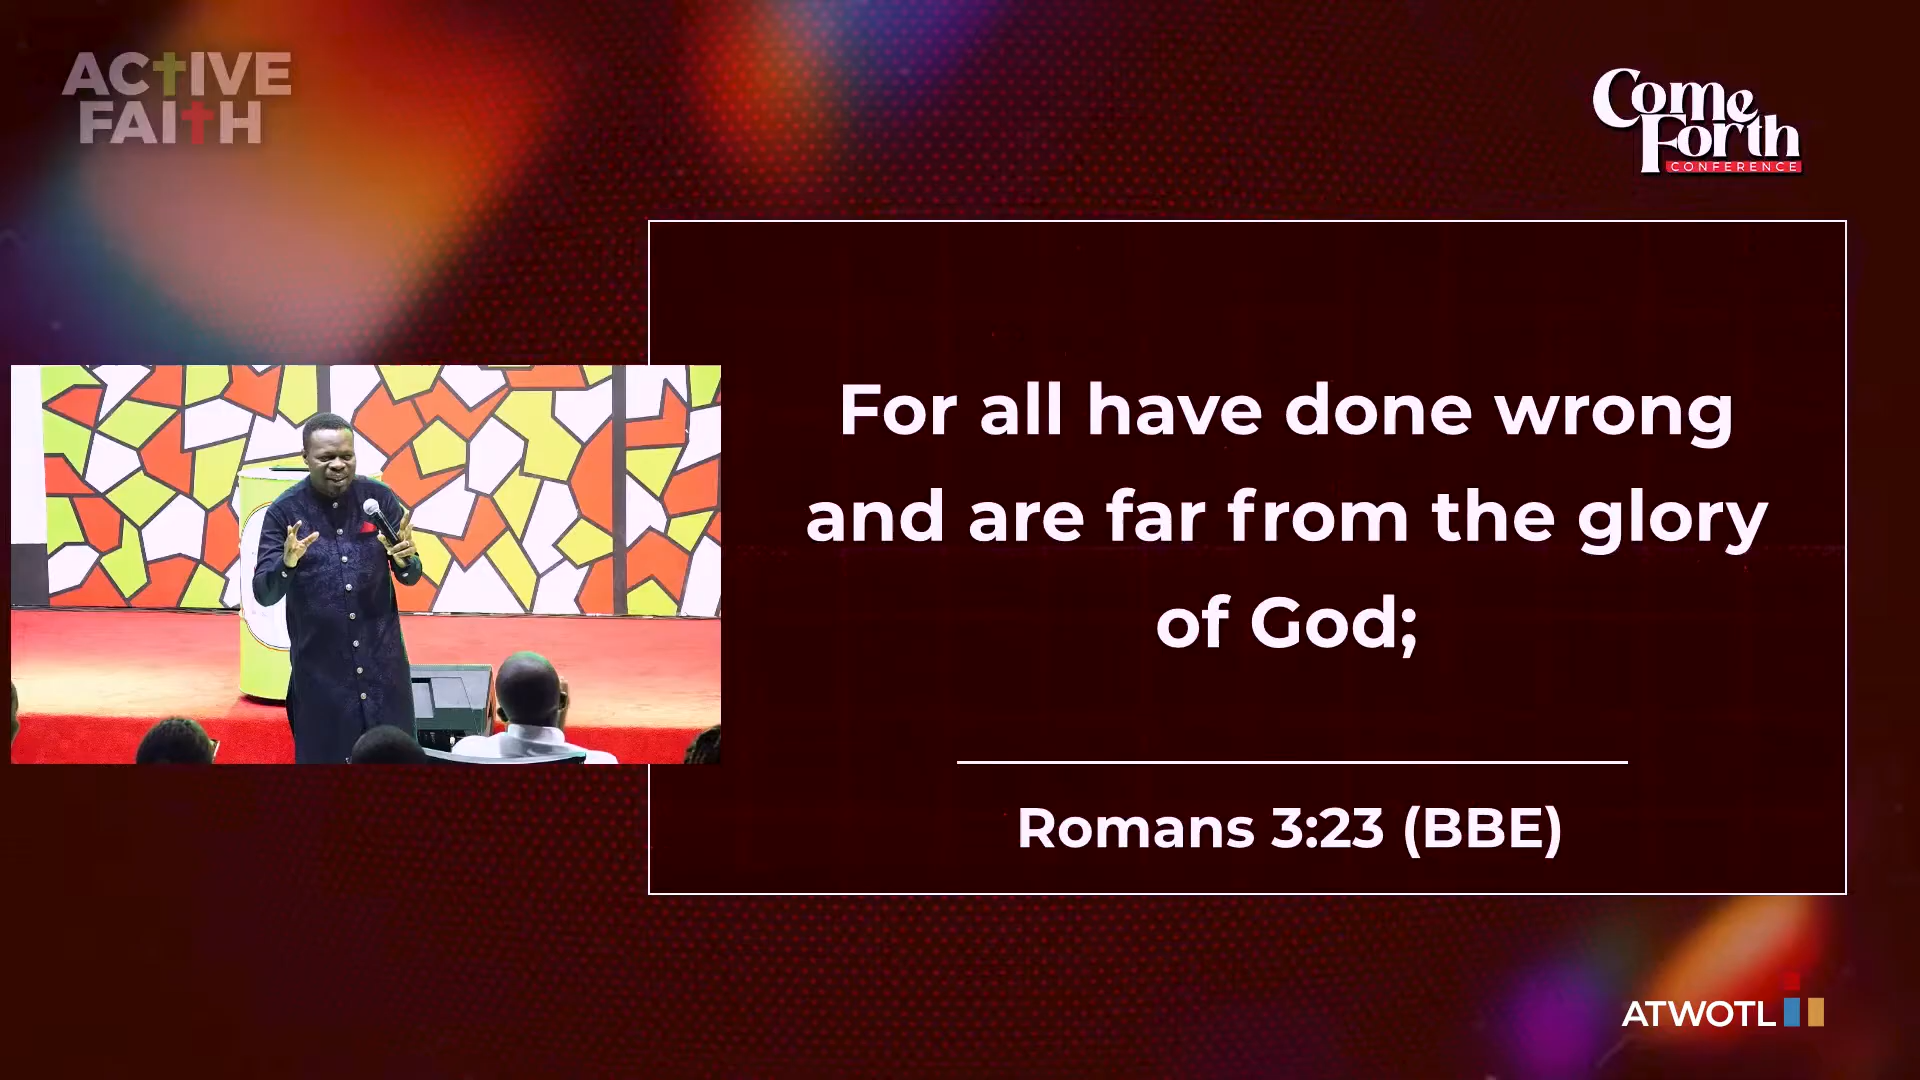 ACTIVE
FAITH
Come
Forth
CONFERENCE
For all have done wrong
and are far from the glory
of God;
Romans 3:23 (BBE)
ATWOTL